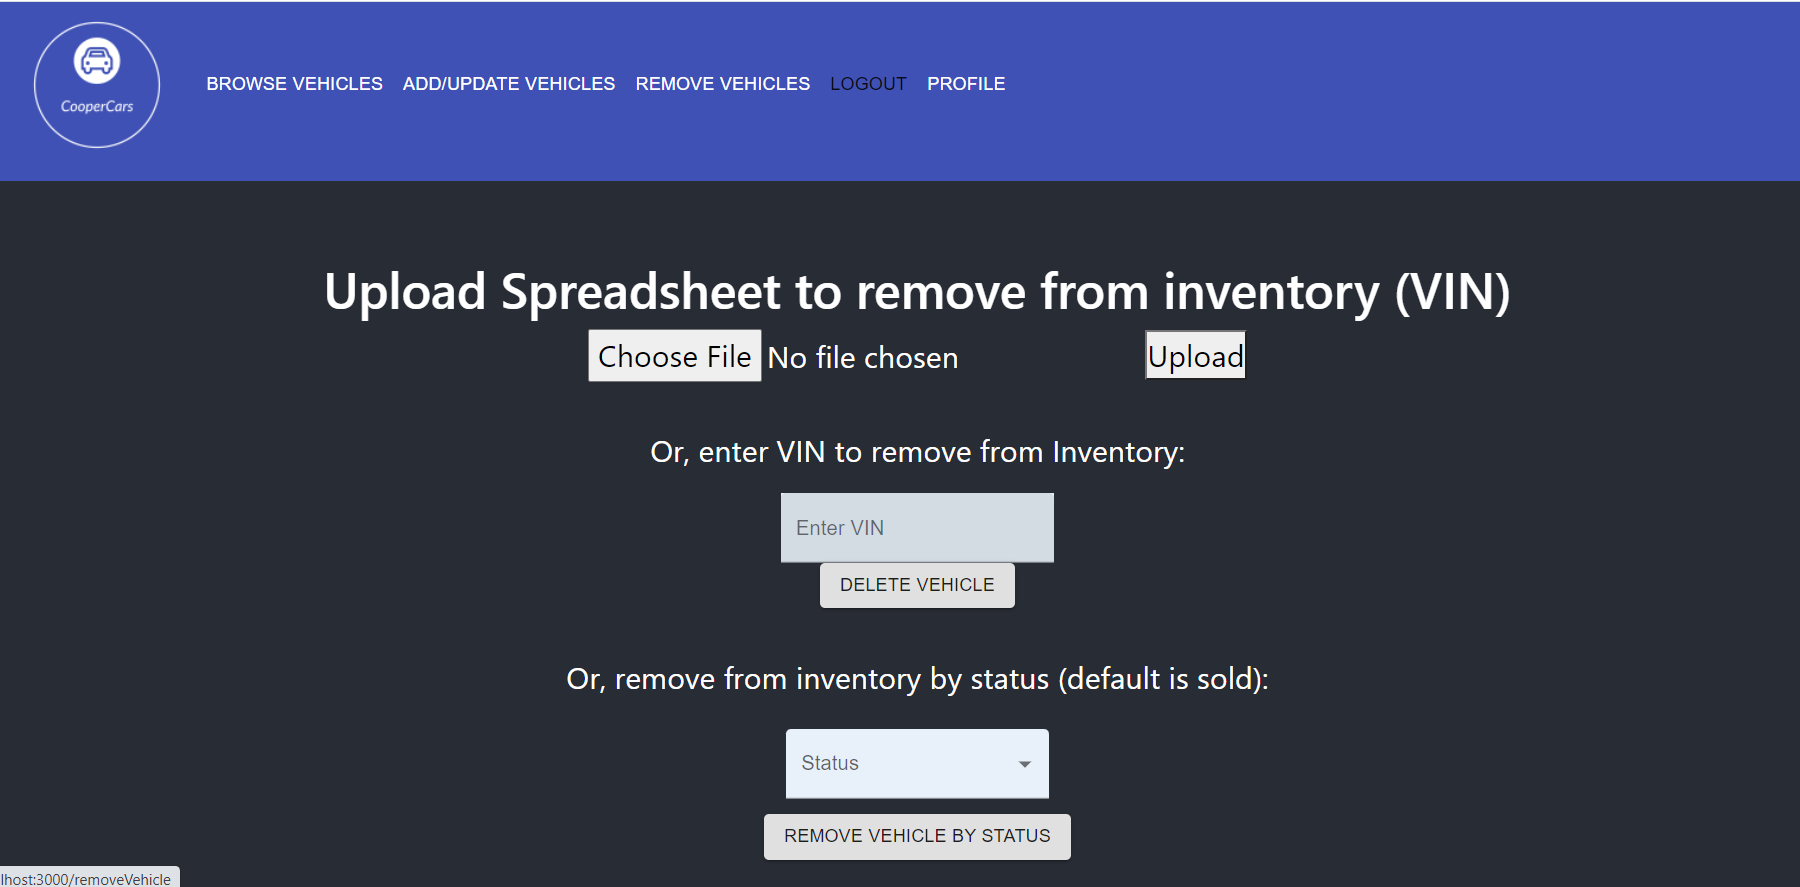 CooperCars
BROWSE VEHICLES ADD/UPDATE VEHICLES REMOVE VEHICLES LOGOUT PROFILE
Upload Spreadsheet to remove from inventory (VIN)
Choose File No file chosen Upload
Or, enter VIN to remove from Inventory:
Enter VIN
DELETE VEHICLE
Or, remove from inventory by status (default is sold):
Status
REMOVE VEHICLE BY STATUS
lhost:3000/removeVehicle